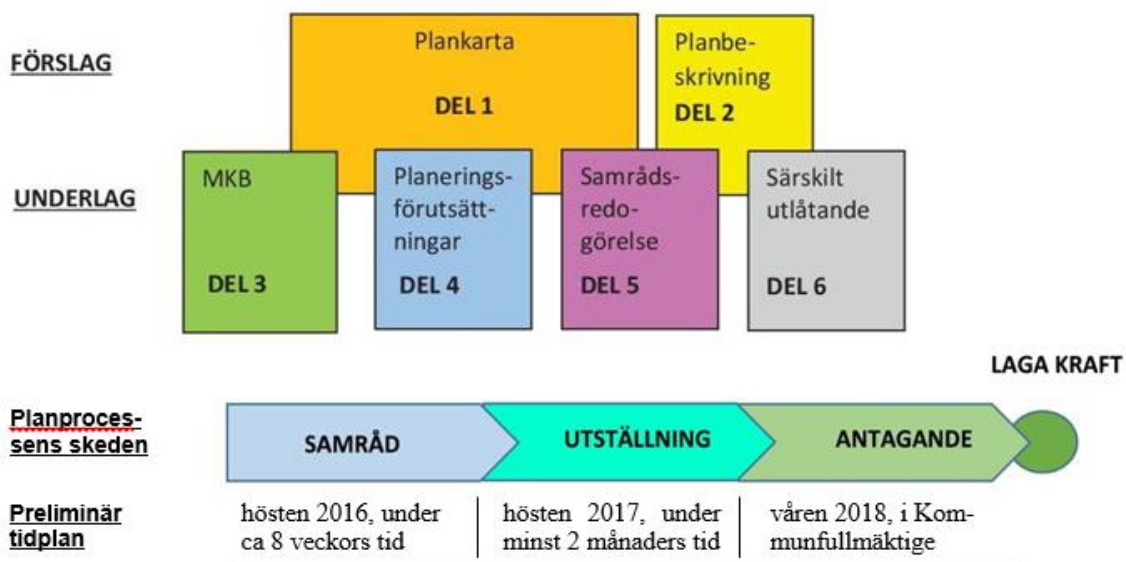 FÖRSLAG
Plankarta
DEL 1
Planbe-
skrivning
DEL 2
UNDERLAG
MKB
DEL 3
Planerings-
förutsätt-
ningar
DEL 4
Samråds-
redo-
görelse
DEL 5
Särskilt
utlåtande
DEL 6
LAGA KRAFT
Planproces-
sens skeden
SAMRÅD
UTSTÄLLNING
ANTAGANDE
Preliminär
tidplan
hösten 2016, under
ca 8 veckors tid
hösten 2017, under
minst 2 månaders tid
våren 2018, i Kom-
munfullmäktige